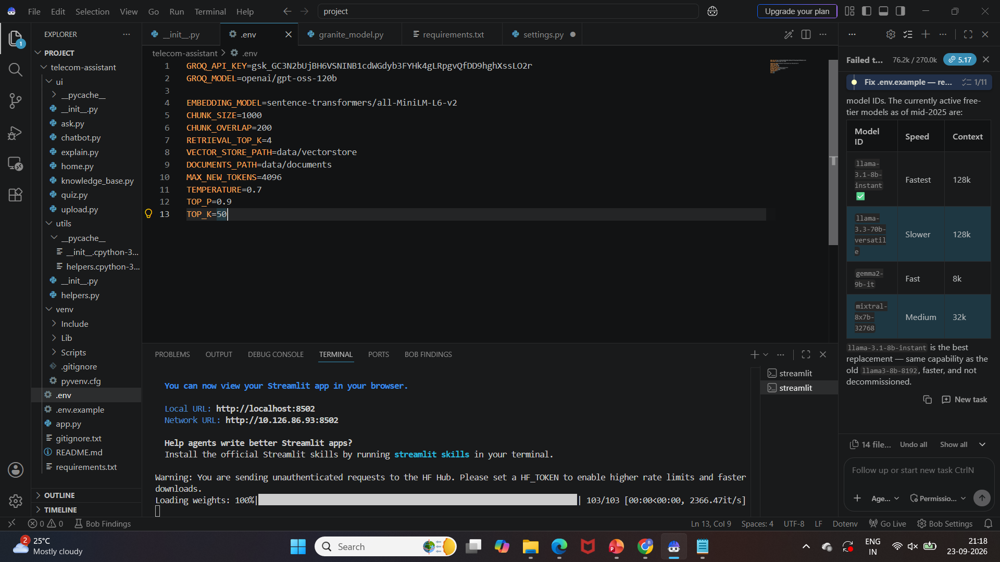 File Edit Selection View Go Run Terminal Help
project
Upgrade your plan
EXPLORER
__init__.py
.env
granite_model.py
requirements.txt
settings.py
1
PROJECT
telecom-assistant
ui
__pycache__
__init__.py
ask.py
chatbot.py
explain.py
home.py
knowledge_base.py
quiz.py
upload.py
utils
__pycache__
__init__.cpython-3...
helpers.cpython-3...
__init__.py
helpers.py
venv
Include
Lib
Scripts
.gitignore
pyvenv.cfg
.env
.env.example
app.py
gitignore.txt
README.md
requirements.txt
OUTLINE
TIMELINE
telecom-assistant > .env
1 GROQ_API_KEY=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
2 GROQ_MODEL=openai/gpt-oss-120b
3
4 EMBEDDING_MODEL=sentence-transformers/all-MiniLM-L6-v2
5 CHUNK_SIZE=1000
6 CHUNK_OVERLAP=200
7 RETRIEVAL_TOP_K=4
8 VECTOR_STORE_PATH=data/vectorstore
9 DOCUMENTS_PATH=data/documents
10 MAX_NEW_TOKENS=4096
11 TEMPERATURE=0.7
12 TOP_P=0.9
13 TOP_K=50
PROBLEMS OUTPUT DEBUG CONSOLE TERMINAL PORTS BOB FINDINGS
streamlit
streamlit
You can now view your Streamlit app in your browser.
Local URL: http://localhost:8502
Network URL: http://10.126.86.93:8502
Help agents write better Streamlit apps?
Install the official Streamlit skills by running streamlit skills in your terminal.
Warning: You are sending unauthenticated requests to the HF Hub. Please set a HF_TOKEN to enable higher rate limits and faster
downloads.
Loading weights: 100%| | 103/103 [00:00<00:00, 2366.47it/s]
Failed t... 76.2k / 270.0k 5.17
Fix .env.example — re... 1/11
model IDs. The currently active free-
tier models as of mid-2025 are:
Model ID Speed Context
llama-3.1-8b-instant ✅ Fastest 128k
llama-3.3-70b-versatile Slower 128k
gemma2-9b-it Fast 8k
mixtral-8x7b-32768 Medium 32k
llama-3.1-8b-instant is the best
replacement — same capability as the
old llama3-8b-8192, faster, and not
decommissioned.
New task
14 file... Undo all Show all
Follow up or start new task CtrlN
Age... Permissio...
0 0 Bob Findings
Ln 13, Col 9 Spaces: 4 UTF-8 LF Dotenv Go Live Bob Settings
2
25°C
Mostly cloudy
Search
ENG
IN
21:18
23-09-2026